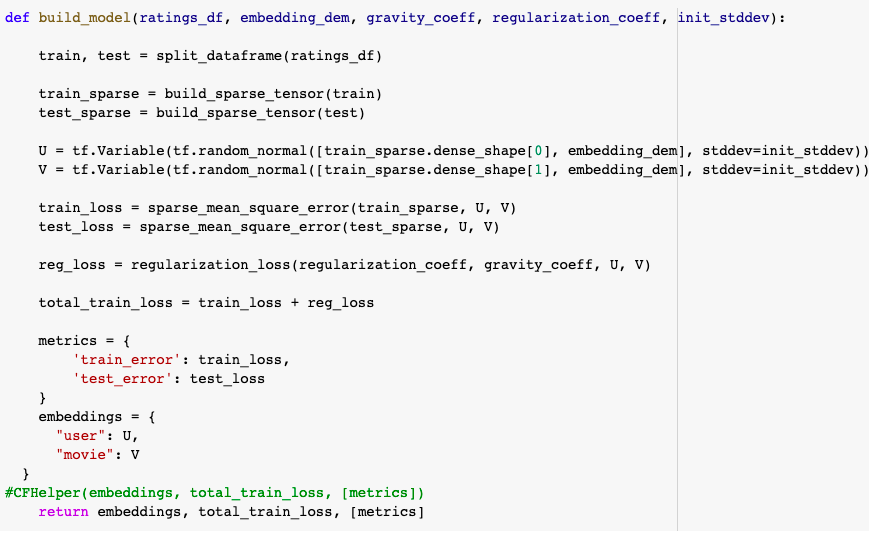 def build_model(ratings_df, embedding_dem, gravity_coeff, regularization_coeff, init_stddev):
train, test = split_dataframe(ratings_df)
train_sparse = build_sparse_tensor(train)
test_sparse = build_sparse_tensor(test)
U = tf.Variable(tf.random_normal([train_sparse.dense_shape[0], embedding_dem], stddev=init_stddev))
V = tf.Variable(tf.random_normal([train_sparse.dense_shape[1], embedding_dem], stddev=init_stddev))
train_loss = sparse_mean_square_error(train_sparse, U, V)
test_loss = sparse_mean_square_error(test_sparse, U, V)
reg_loss = regularization_loss(regularization_coeff, gravity_coeff, U, V)
total_train_loss = train_loss + reg_loss
metrics = {
'train_error': train_loss,
'test_error': test_loss
}
embeddings = {
"user": U,
"movie": V
}
#CFHelper(embeddings, total_train_loss, [metrics])
return embeddings, total_train_loss, [metrics]